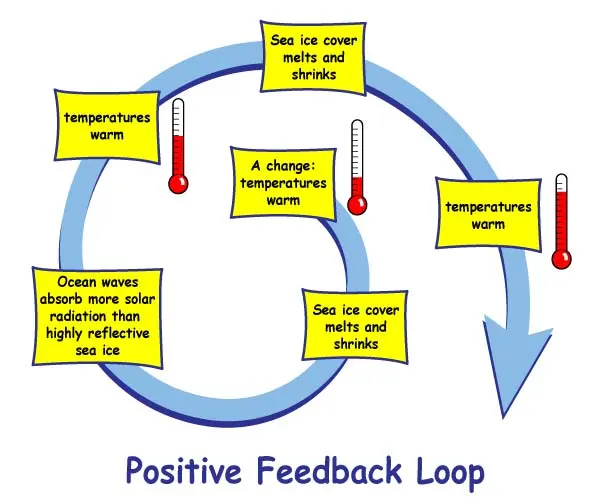 Sea ice cover
melts and
shrinks
temperatures
warm
A change:
temperatures
warm
temperatures
warm
Ocean waves
absorb more solar
radiation than
highly reflective
sea ice
Sea ice cover
melts and
shrinks
Positive Feedback Loop